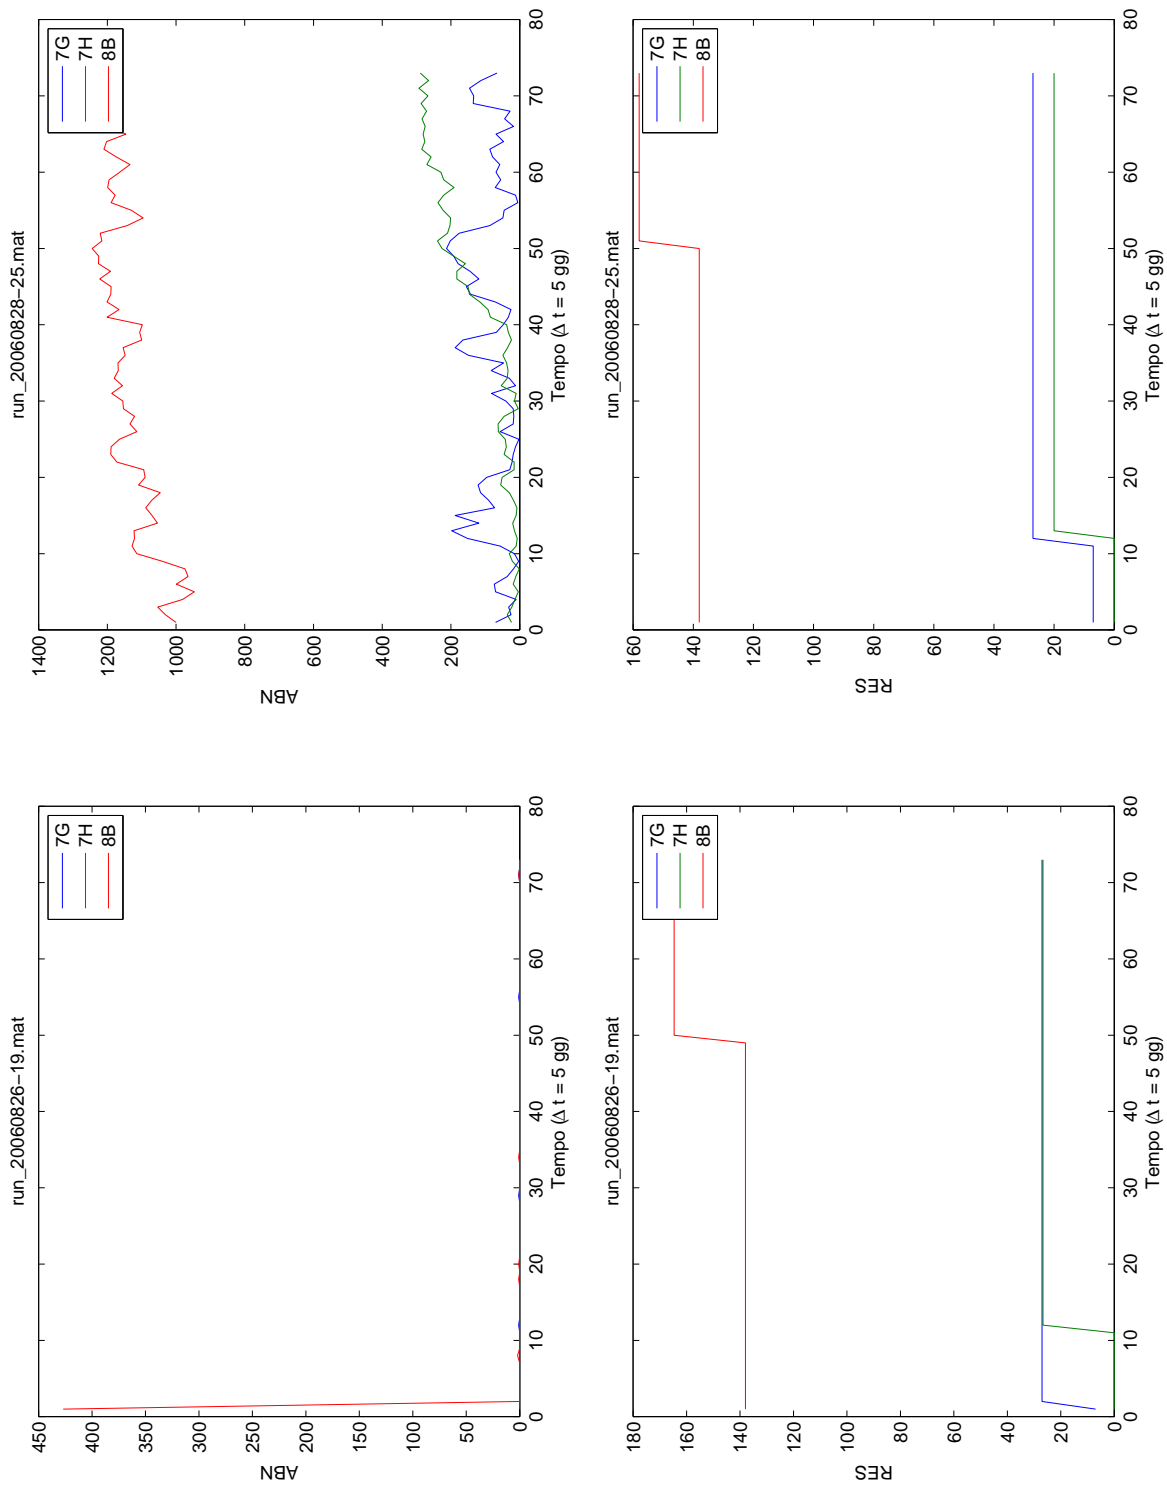 run_20060828−25.mat
7G
7H
8B
ABN
1400
1200
1000
800
600
400
200
0
0 10 20 30 40 50 60 70 80
Tempo (Δ t = 5 gg)
run_20060828−25.mat
7G
7H
8B
RES
160
140
120
100
80
60
40
20
0
0 10 20 30 40 50 60 70 80
Tempo (Δ t = 5 gg)
run_20060826−19.mat
7G
7H
8B
ABN
450
400
350
300
250
200
150
100
50
0
0 10 20 30 40 50 60 70 80
Tempo (Δ t = 5 gg)
run_20060826−19.mat
7G
7H
8B
RES
180
160
140
120
100
80
60
40
20
0
0 10 20 30 40 50 60 70 80
Tempo (Δ t = 5 gg)